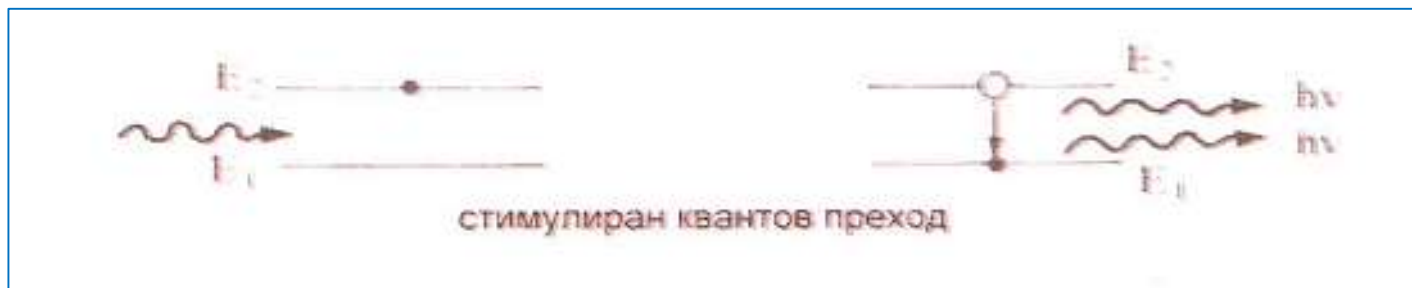 E₂ E₂
hν
hν
E₁ E₁
стимулиран квантов преход